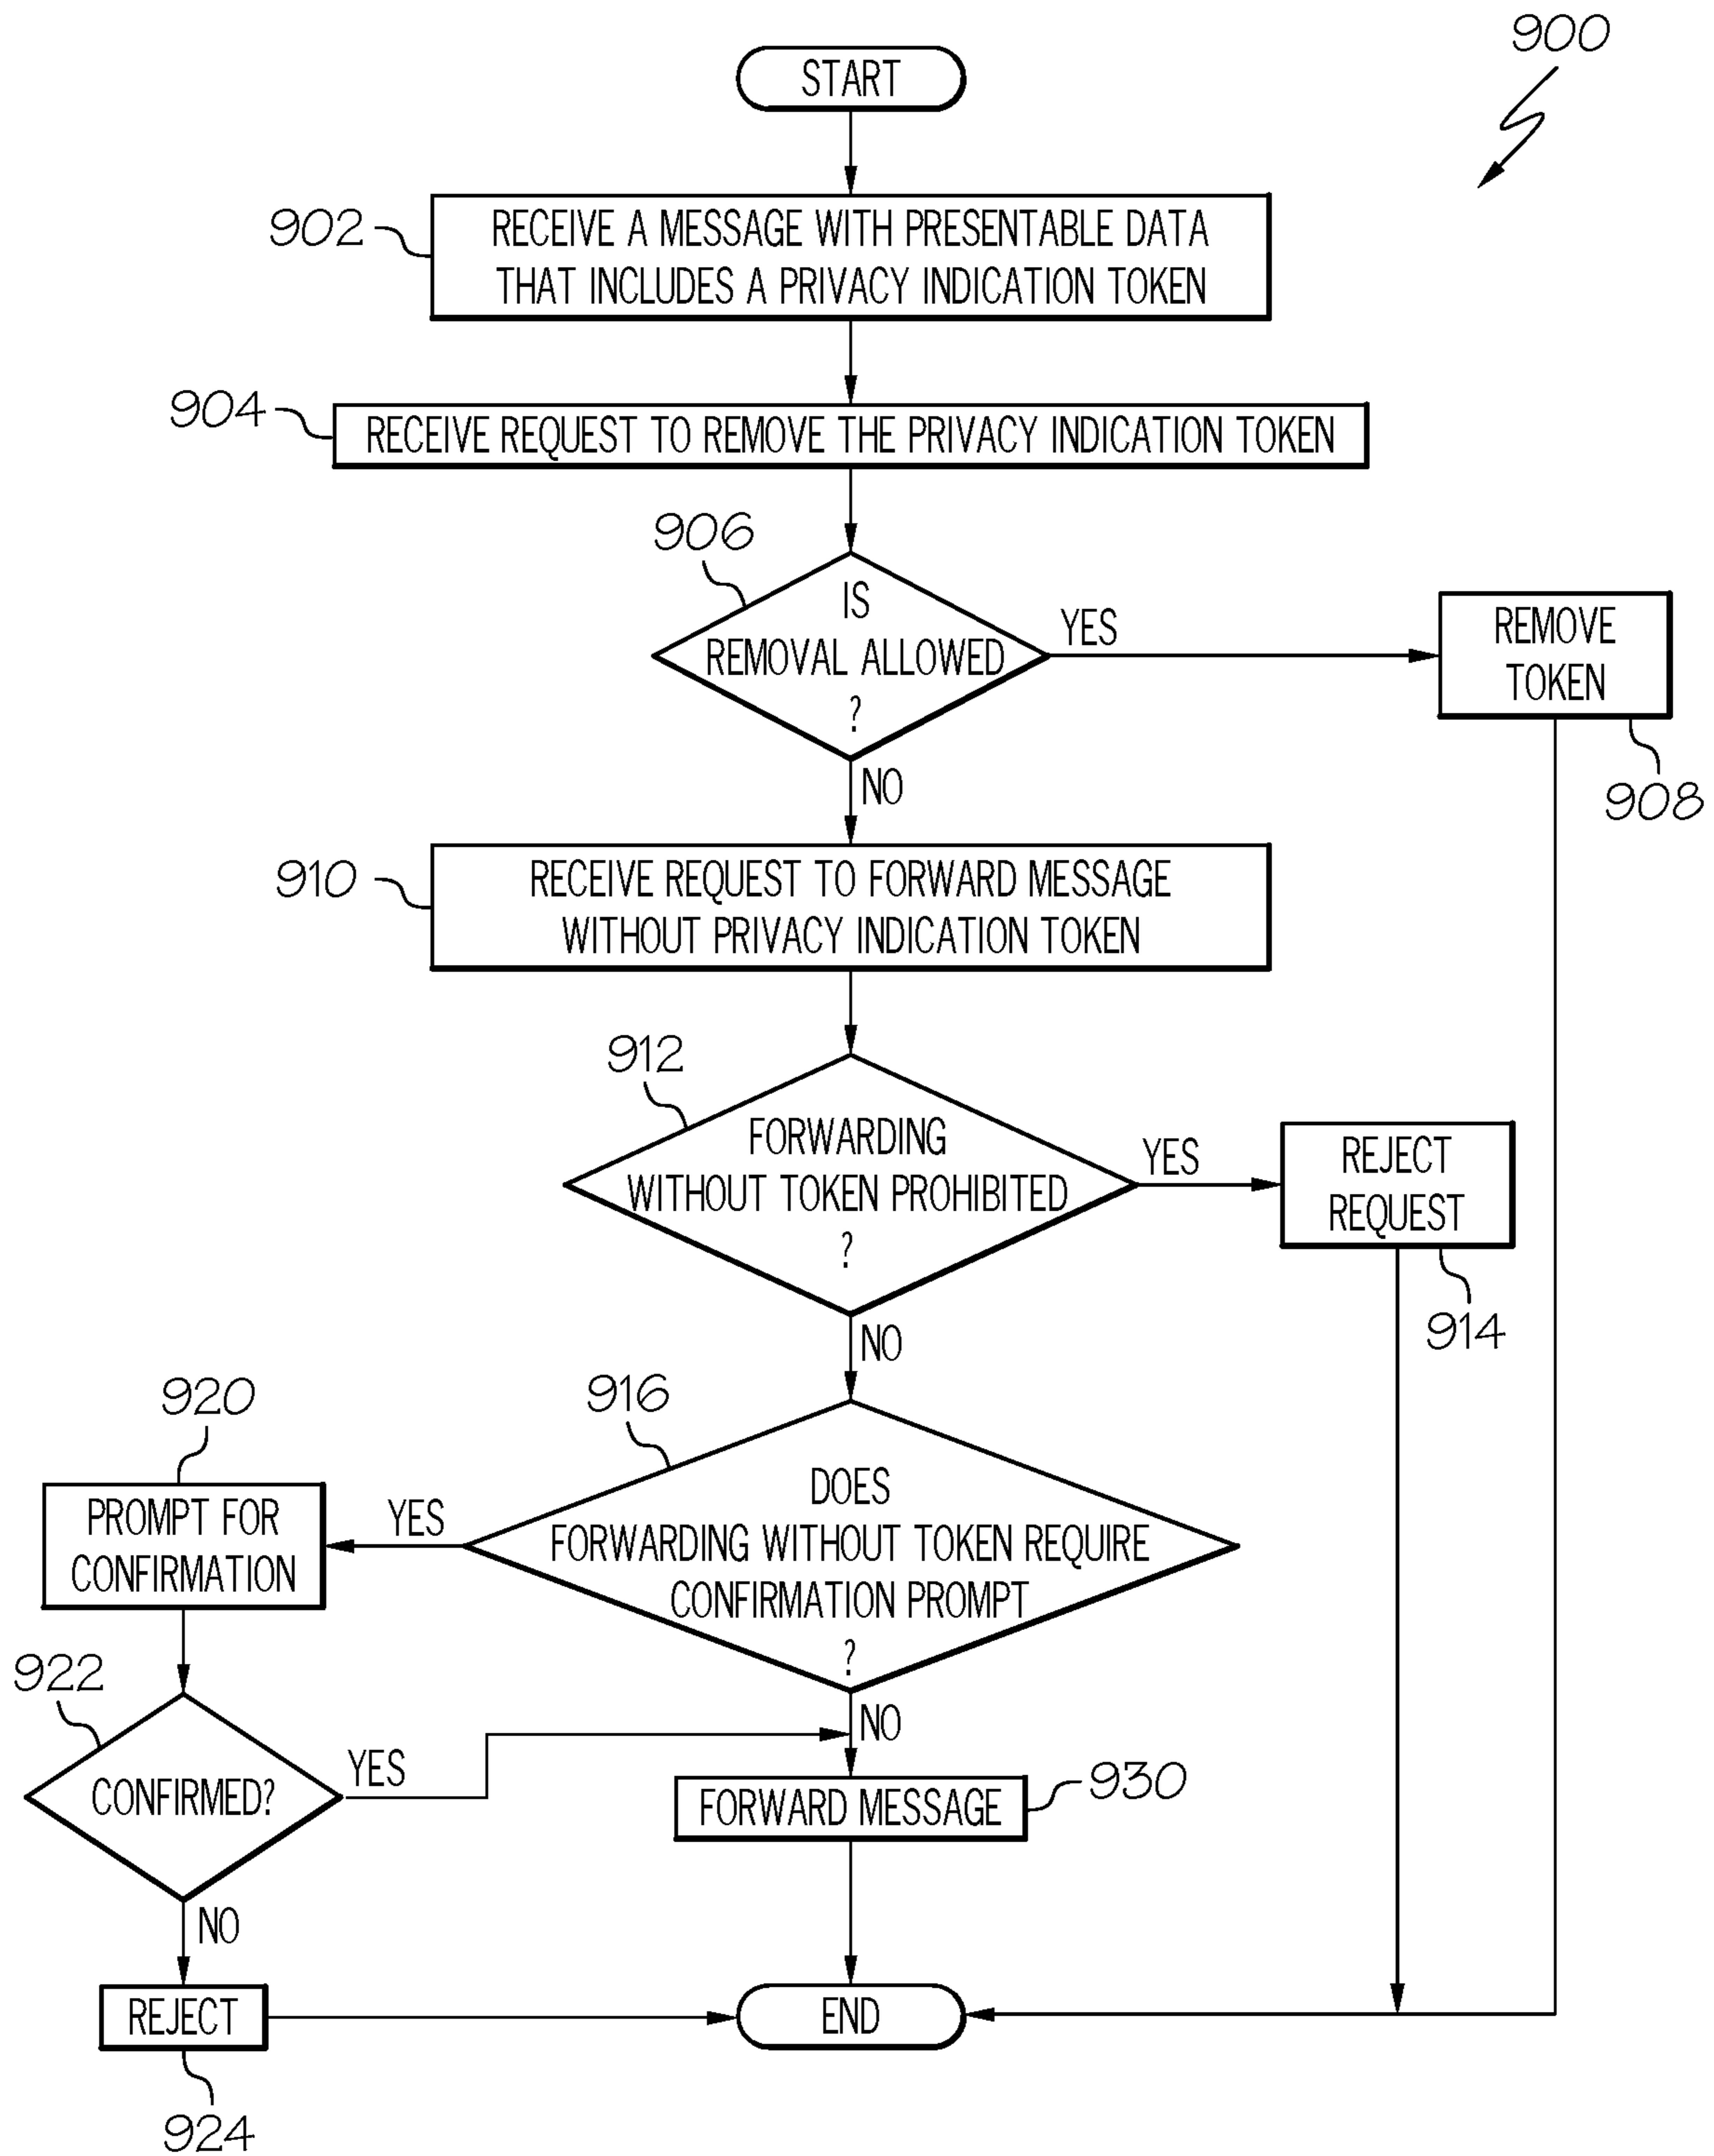 900
START
902
RECEIVE A MESSAGE WITH PRESENTABLE DATA
THAT INCLUDES A PRIVACY INDICATION TOKEN
904
RECEIVE REQUEST TO REMOVE THE PRIVACY INDICATION TOKEN
906
IS
REMOVAL ALLOWED
?
YES
REMOVE
TOKEN
908
NO
910
RECEIVE REQUEST TO FORWARD MESSAGE
WITHOUT PRIVACY INDICATION TOKEN
912
FORWARDING
WITHOUT TOKEN PROHIBITED
?
YES
REJECT
REQUEST
914
NO
916
DOES
FORWARDING WITHOUT TOKEN REQUIRE
CONFIRMATION PROMPT
?
YES
920
PROMPT FOR
CONFIRMATION
922
CONFIRMED?
YES
NO
FORWARD MESSAGE
930
NO
REJECT
924
END